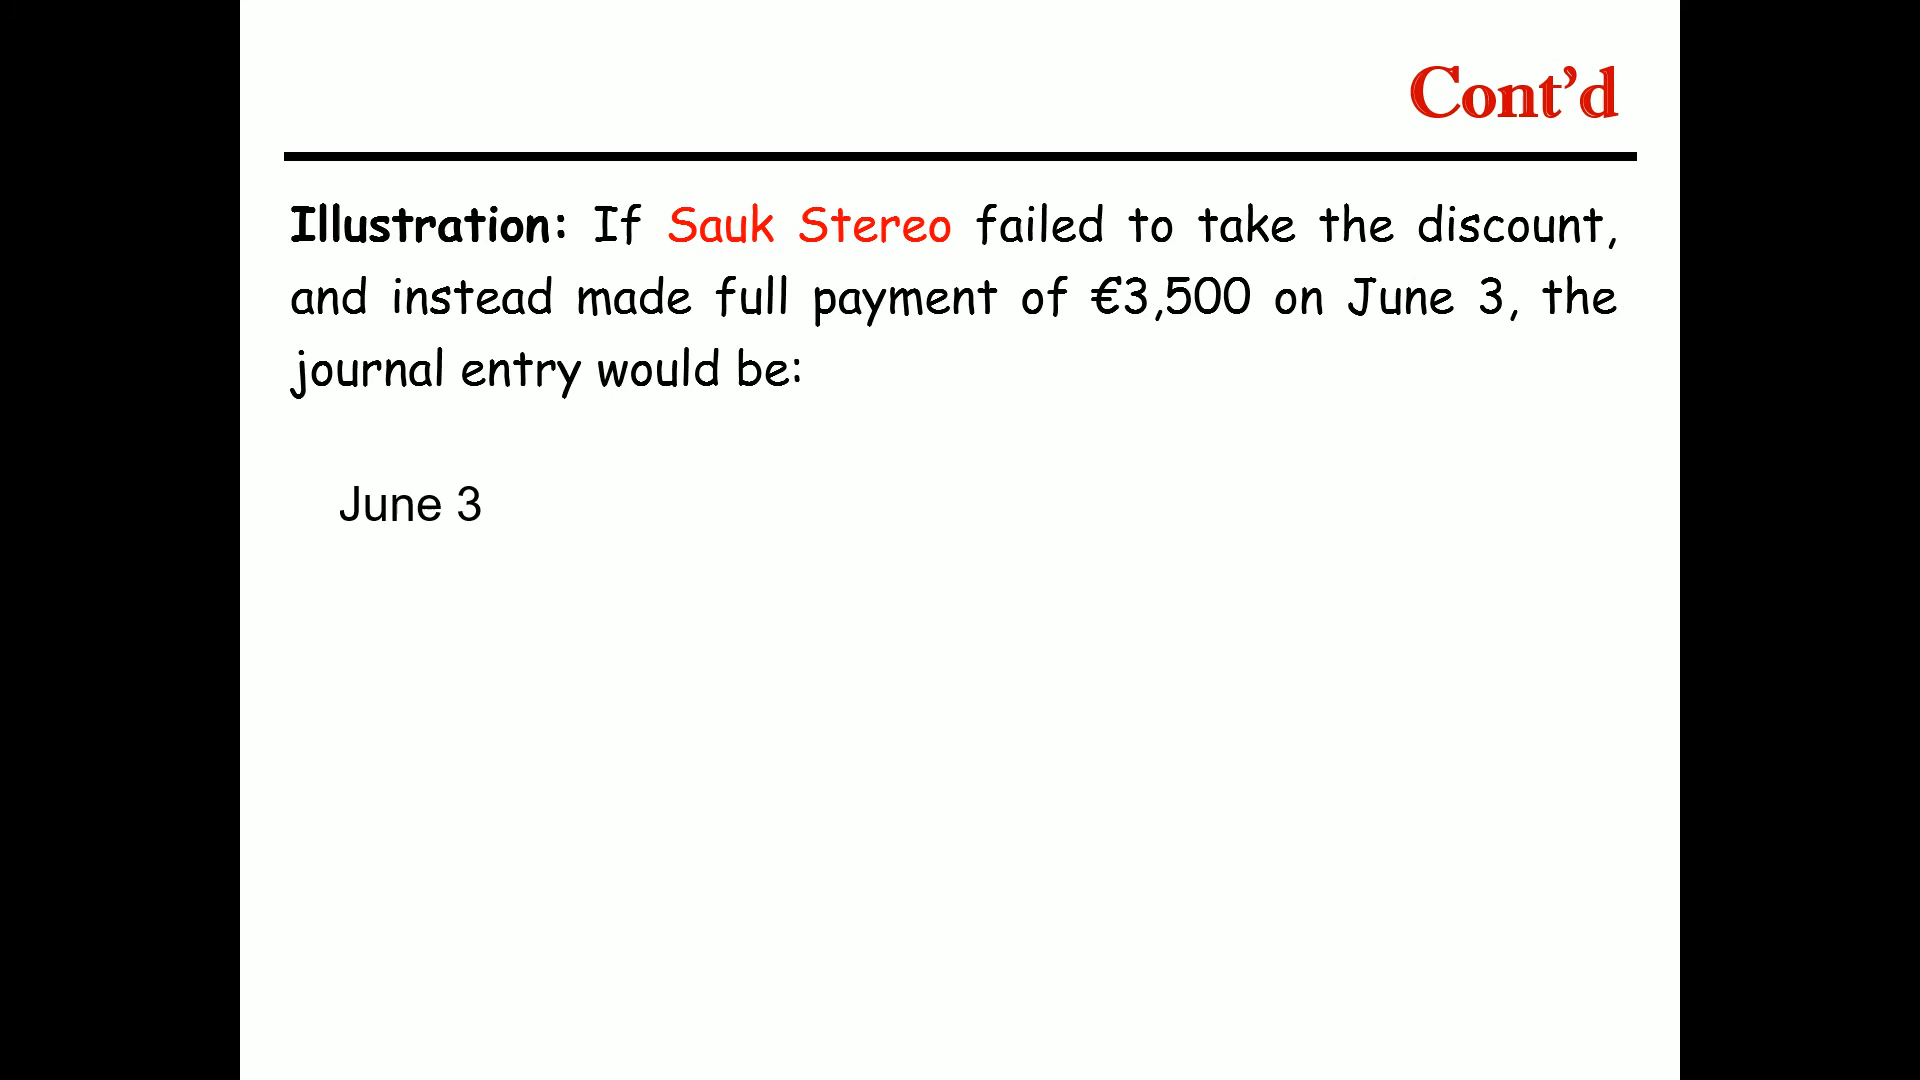 Cont’d
Illustration: If Sauk Stereo failed to take the discount,
and instead made full payment of €3,500 on June 3, the
journal entry would be:
June 3